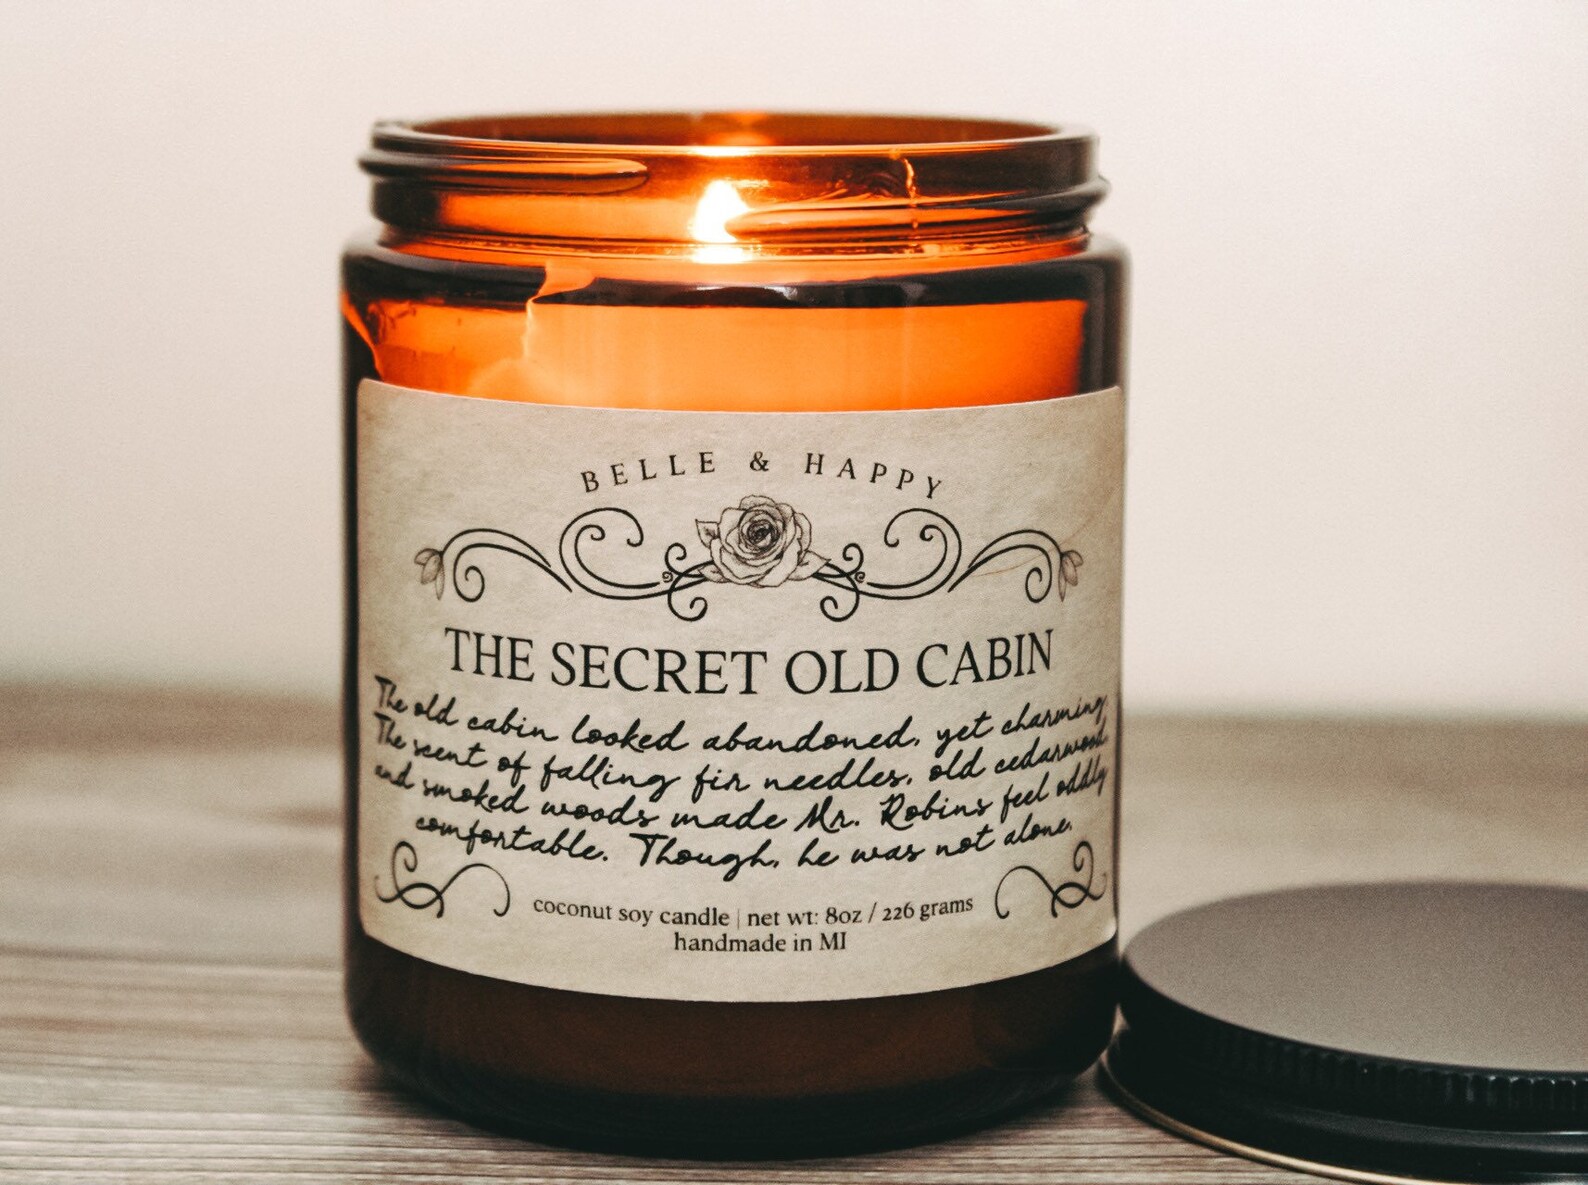 BELLE & HAPPY
THE SECRET OLD CABIN
The old cabin looked abandoned, yet charming.
The scent of falling fir needles, old cedarwood
and smoked woods made Mr. Robins feel oddly
comfortable. Though, he was not alone.
coconut soy candle | net wt: 8oz / 226 grams
handmade in MI